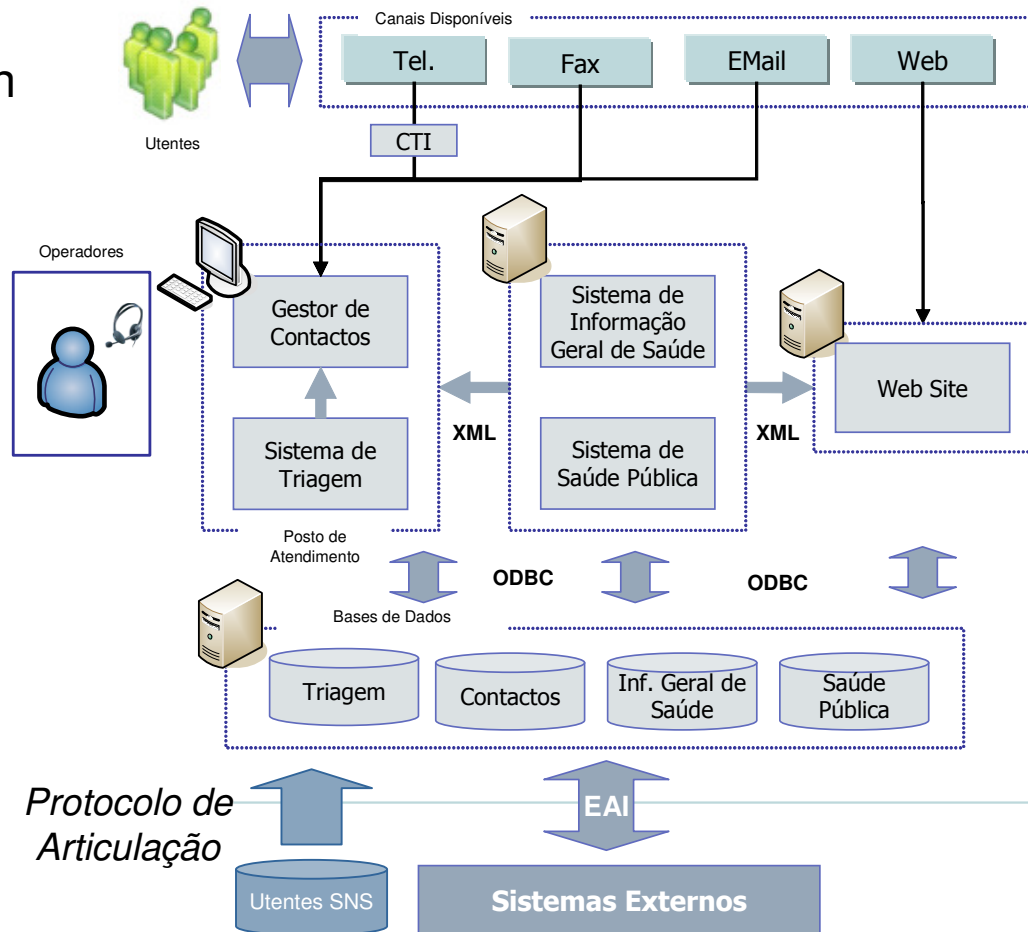 Canais Disponíveis
Tel.
Fax
EMail
Web
n
Utentes
CTI
Operadores
Gestor de
Contactos
Sistema de
Informação
Geral de Saúde
Web Site
XML
XML
Sistema de
Triagem
Sistema de
Saúde Pública
Posto de
Atendimento
ODBC
ODBC
Bases de Dados
Triagem
Contactos
Inf. Geral de
Saúde
Saúde
Pública
Protocolo de
Articulação
EAI
Utentes SNS
Sistemas Externos